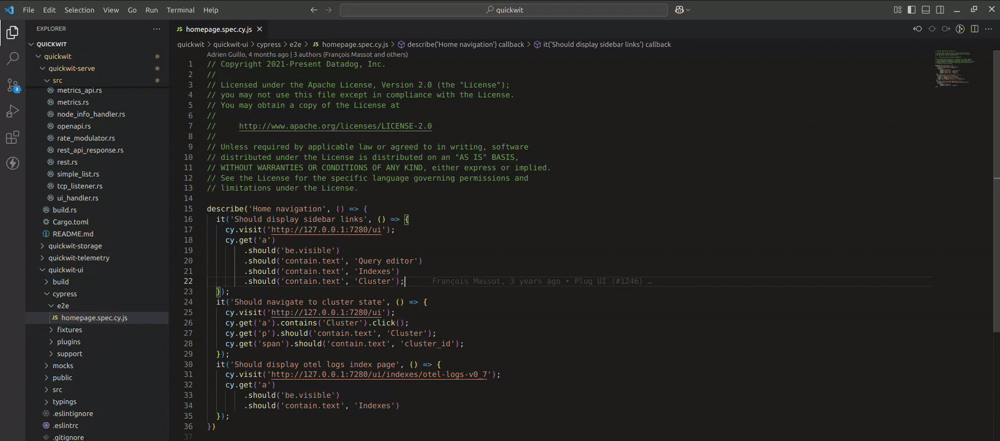 File Edit Selection View Go Run Terminal Help
quickwit
EXPLORER
QUICKWIT
quickwit
quickwit-serve
src
metrics_api.rs
metrics.rs
node_info_handler.rs
openapi.rs
rate_modulator.rs
rest_api_response.rs
rest.rs
simple_list.rs
tcp_listener.rs
ui_handler.rs
build.rs
Cargo.toml
README.md
quickwit-storage
quickwit-telemetry
quickwit-ui
build
cypress
e2e
JS homepage.spec.cy.js
fixtures
plugins
support
mocks
public
src
typings
.eslintignore
.eslintrc
.gitignore
JS homepage.spec.cy.js
quickwit > quickwit-ui > cypress > e2e > JS homepage.spec.cy.js > describe('Home navigation') callback > it('Should display sidebar links') callback
Adrien Guillo, 4 months ago | 3 authors (François Massot and others)
1 // Copyright 2021-Present Datadog, Inc.
2 //
3 // Licensed under the Apache License, Version 2.0 (the "License");
4 // you may not use this file except in compliance with the License.
5 // You may obtain a copy of the License at
6 //
7 //     http://www.apache.org/licenses/LICENSE-2.0
8 //
9 // Unless required by applicable law or agreed to in writing, software
10 // distributed under the License is distributed on an "AS IS" BASIS,
11 // WITHOUT WARRANTIES OR CONDITIONS OF ANY KIND, either express or implied.
12 // See the License for the specific language governing permissions and
13 // limitations under the License.
14
15 describe('Home navigation', () => {
16   it('Should display sidebar links', () => {
17     cy.visit('http://127.0.0.1:7280/ui');
18     cy.get('a')
19         .should('be.visible')
20         .should('contain.text', 'Query editor')
21         .should('contain.text', 'Indexes')
22         .should('contain.text', 'Cluster'); François Massot, 3 years ago • Plug UI (#1246) …
23   });
24   it('Should navigate to cluster state', () => {
25     cy.visit('http://127.0.0.1:7280/ui');
26     cy.get('a').contains('Cluster').click();
27     cy.get('p').should('contain.text', 'Cluster');
28     cy.get('span').should('contain.text', 'cluster_id');
29   });
30   it('Should display otel logs index page', () => {
31     cy.visit('http://127.0.0.1:7280/ui/indexes/otel-logs-v0_7');
32     cy.get('a')
33         .should('be.visible')
34         .should('contain.text', 'Indexes')
35   });
36 })
37